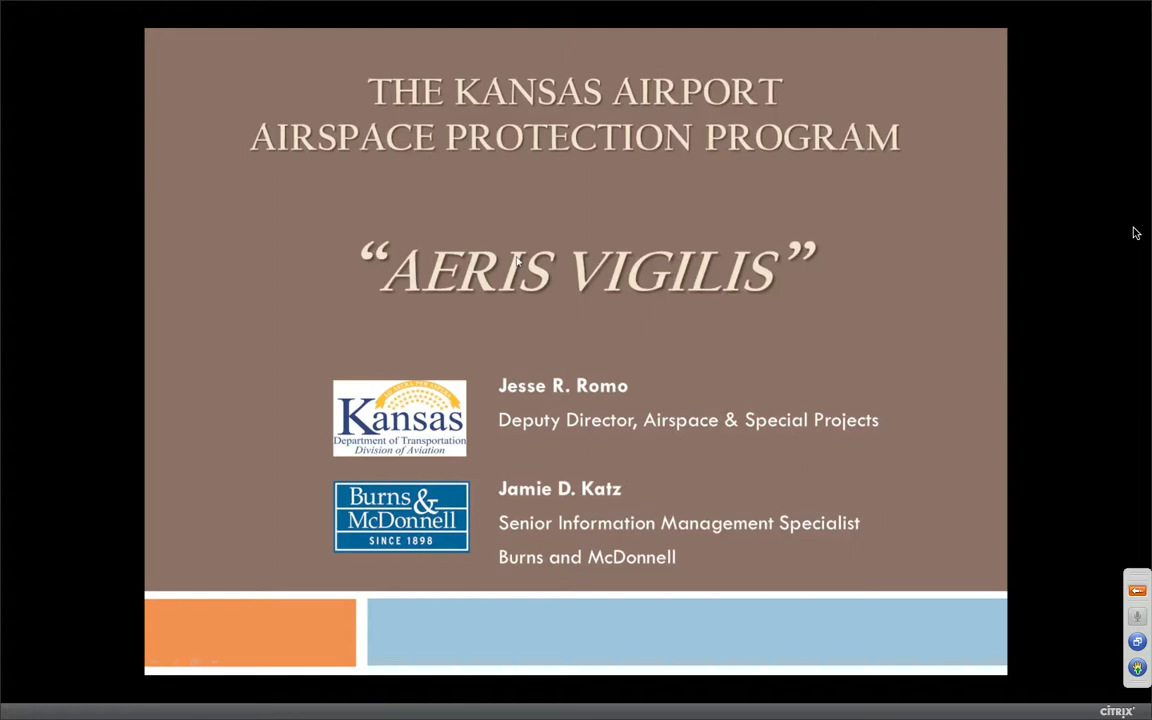 THE KANSAS AIRPORT
AIRSPACE PROTECTION PROGRAM
“AERIS VIGILIS”
Kansas
Department of Transportation
Division of Aviation
Jesse R. Romo
Deputy Director, Airspace & Special Projects
Burns &
McDonnell
SINCE 1898
Jamie D. Katz
Senior Information Management Specialist
Burns and McDonnell
CITRIX